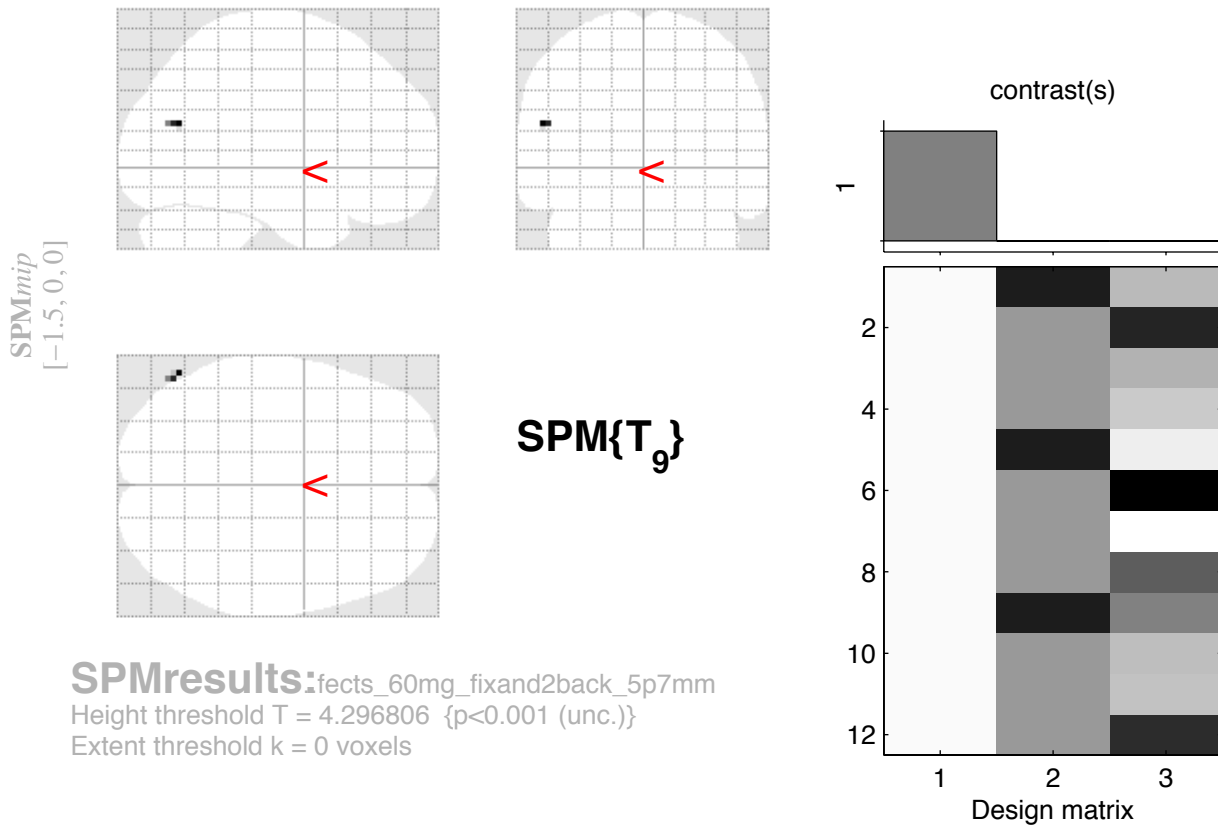 SPMmip
[−1.5, 0, 0]
<
<
<
SPM{T9}
contrast(s)
1
2
4
6
8
10
12
1 2 3
Design matrix
SPMresults:fects_60mg_fixand2back_5p7mm
Height threshold T = 4.296806 {p<0.001 (unc.)}
Extent threshold k = 0 voxels